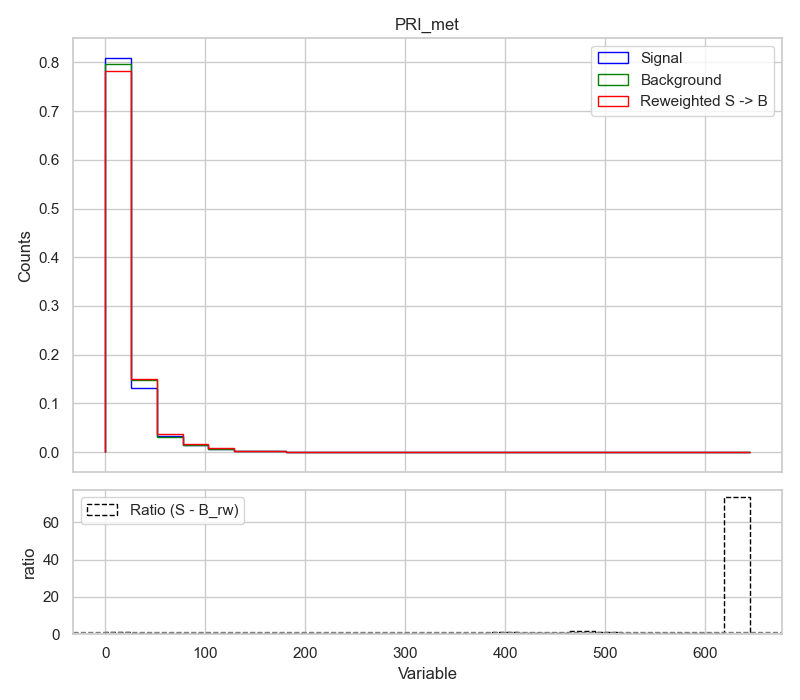 PRI_met
Signal
Background
Reweighted S -> B
0.8
0.7
0.6
0.5
0.4
0.3
0.2
0.1
0.0
Counts
Ratio (S - B_rw)
60
40
20
0
ratio
0 100 200 300 400 500 600
Variable